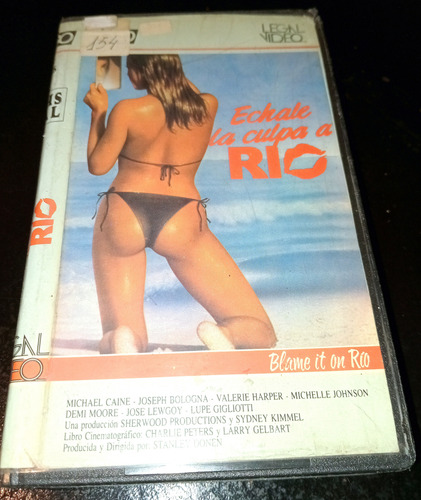 154
LEGAL
VIDEO
Echale
la culpa a
RIO
RIO
Blame it on Rio
MICHAEL CAINE - JOSEPH BOLOGNA - VALERIE HARPER - MICHELLE JOHNSON
DEMI MOORE - JOSE LEWGOY - LUPE GIGLIOTTI
Una producción SHERWOOD PRODUCTIONS y SYDNEY KIMMEL
Libro Cinematográfico: CHARLIE PETERS y LARRY GELBART
Producida y Dirigida por: STANLEY DONEN